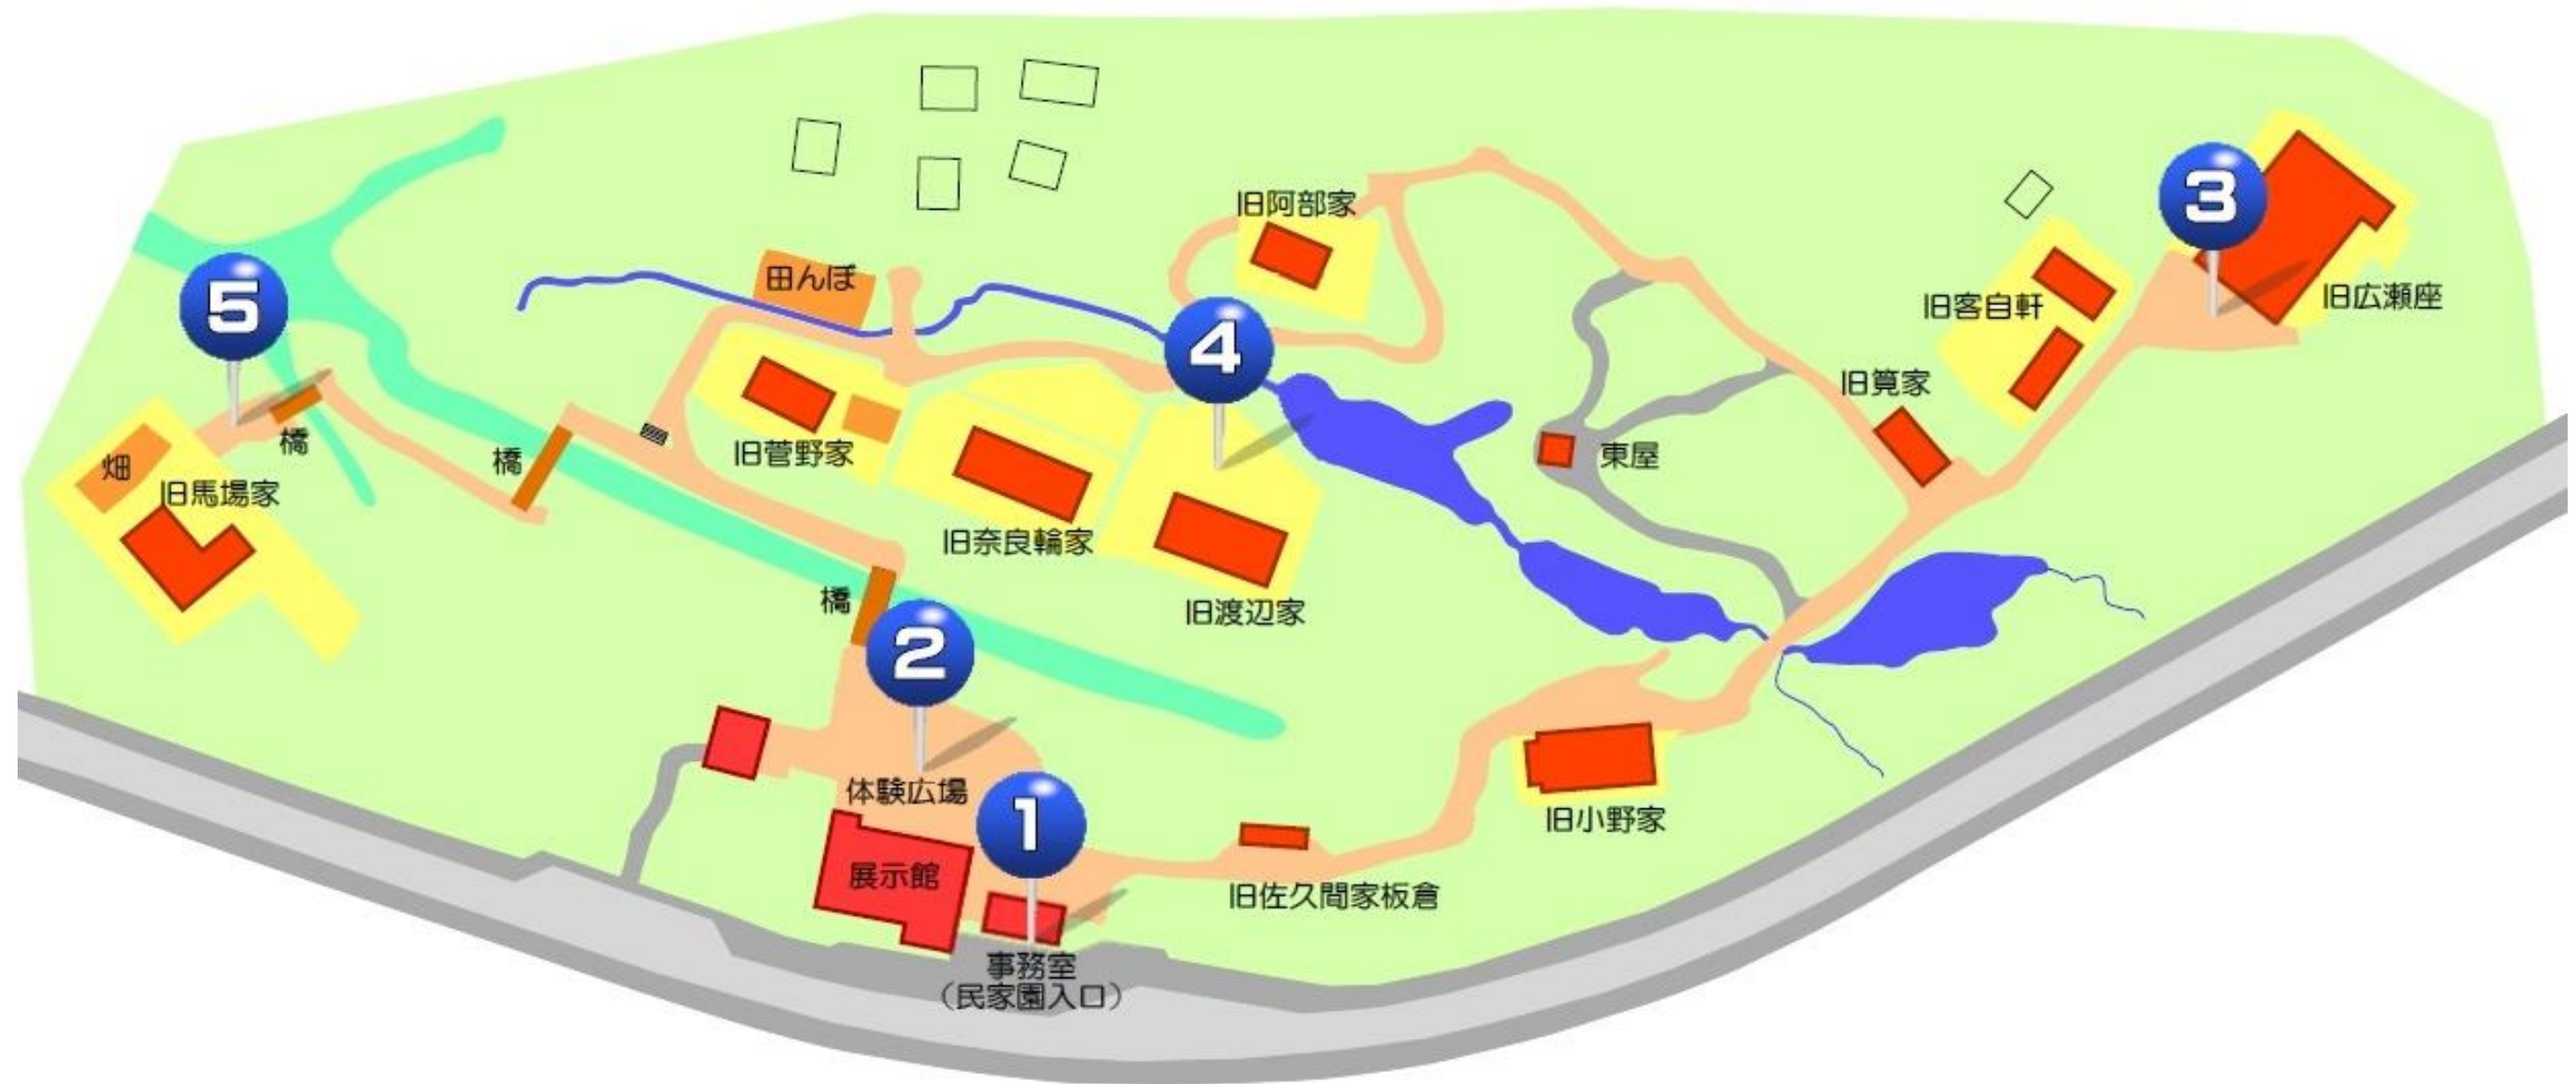 旧阿部家
3
田んぼ
5
旧客自軒
旧広瀬座
4
旧筧家
橋
橋
旧菅野家
東屋
畑
旧馬場家
旧奈良輪家
橋
旧渡辺家
2
体験広場
1
旧小野家
展示館
旧佐久間家板倉
事務室
（民家園入口）